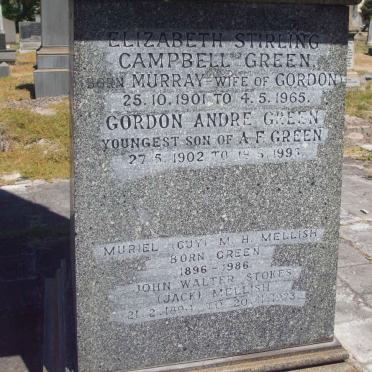 ELIZABETH STIRLING
CAMPBELL GREEN
BORN MURRAY WIFE OF GORDON
25.10.1901 TO 4.5.1965.
GORDON ANDRE GREEN
YOUNGEST SON OF A.F. GREEN
27.5.1902 TO
MURIEL (GUY) M. H. MELLISH
BORN GREEN
1896 - 1986
JOHN WALTER STOKES
(JACK) MELLISH
TO